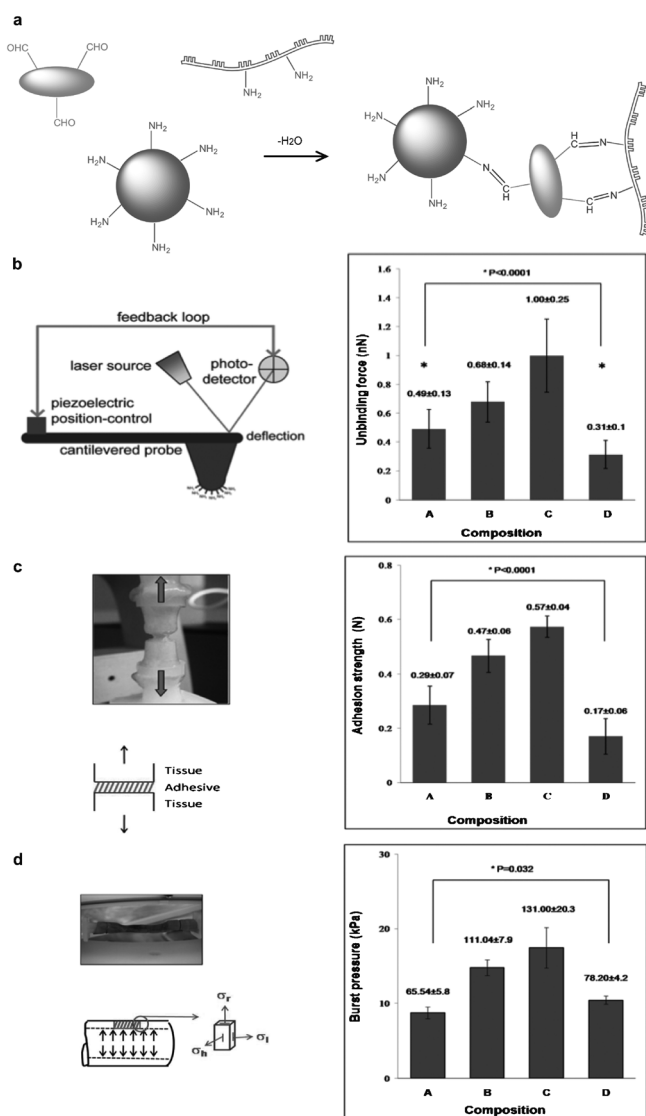 a
CHO
CHO
CHO
NH2
NH2
NH2
H2N
NH2
H2N
NH2
H2N
NH2
-H2O
NH2
H2N
NH2
H2N
NH2
N
C
H
H
C
N
C
N
H
b
feedback loop
laser source
photo-
detector
piezoelectric
position-control
deflection
cantilevered probe
Unbinding force (nN)
1.6
1.4
1.2
1
0.8
0.6
0.4
0.2
0
* P<0.0001
*
*
0.49±0.13
0.68±0.14
1.00±0.25
0.31±0.1
A B C D
Composition
c
Tissue
Adhesive
Tissue
Adhesion strength (N)
0.8
0.6
0.4
0.2
0
* P<0.0001
0.29±0.07
0.47±0.06
0.57±0.04
0.17±0.06
A B C D
Composition
d
σr
σh
σl
Burst pressure (kPa)
30
20
10
0
* P=0.032
65.54±5.8
111.04±7.9
131.00±20.3
78.20±4.2
A B C D
Composition